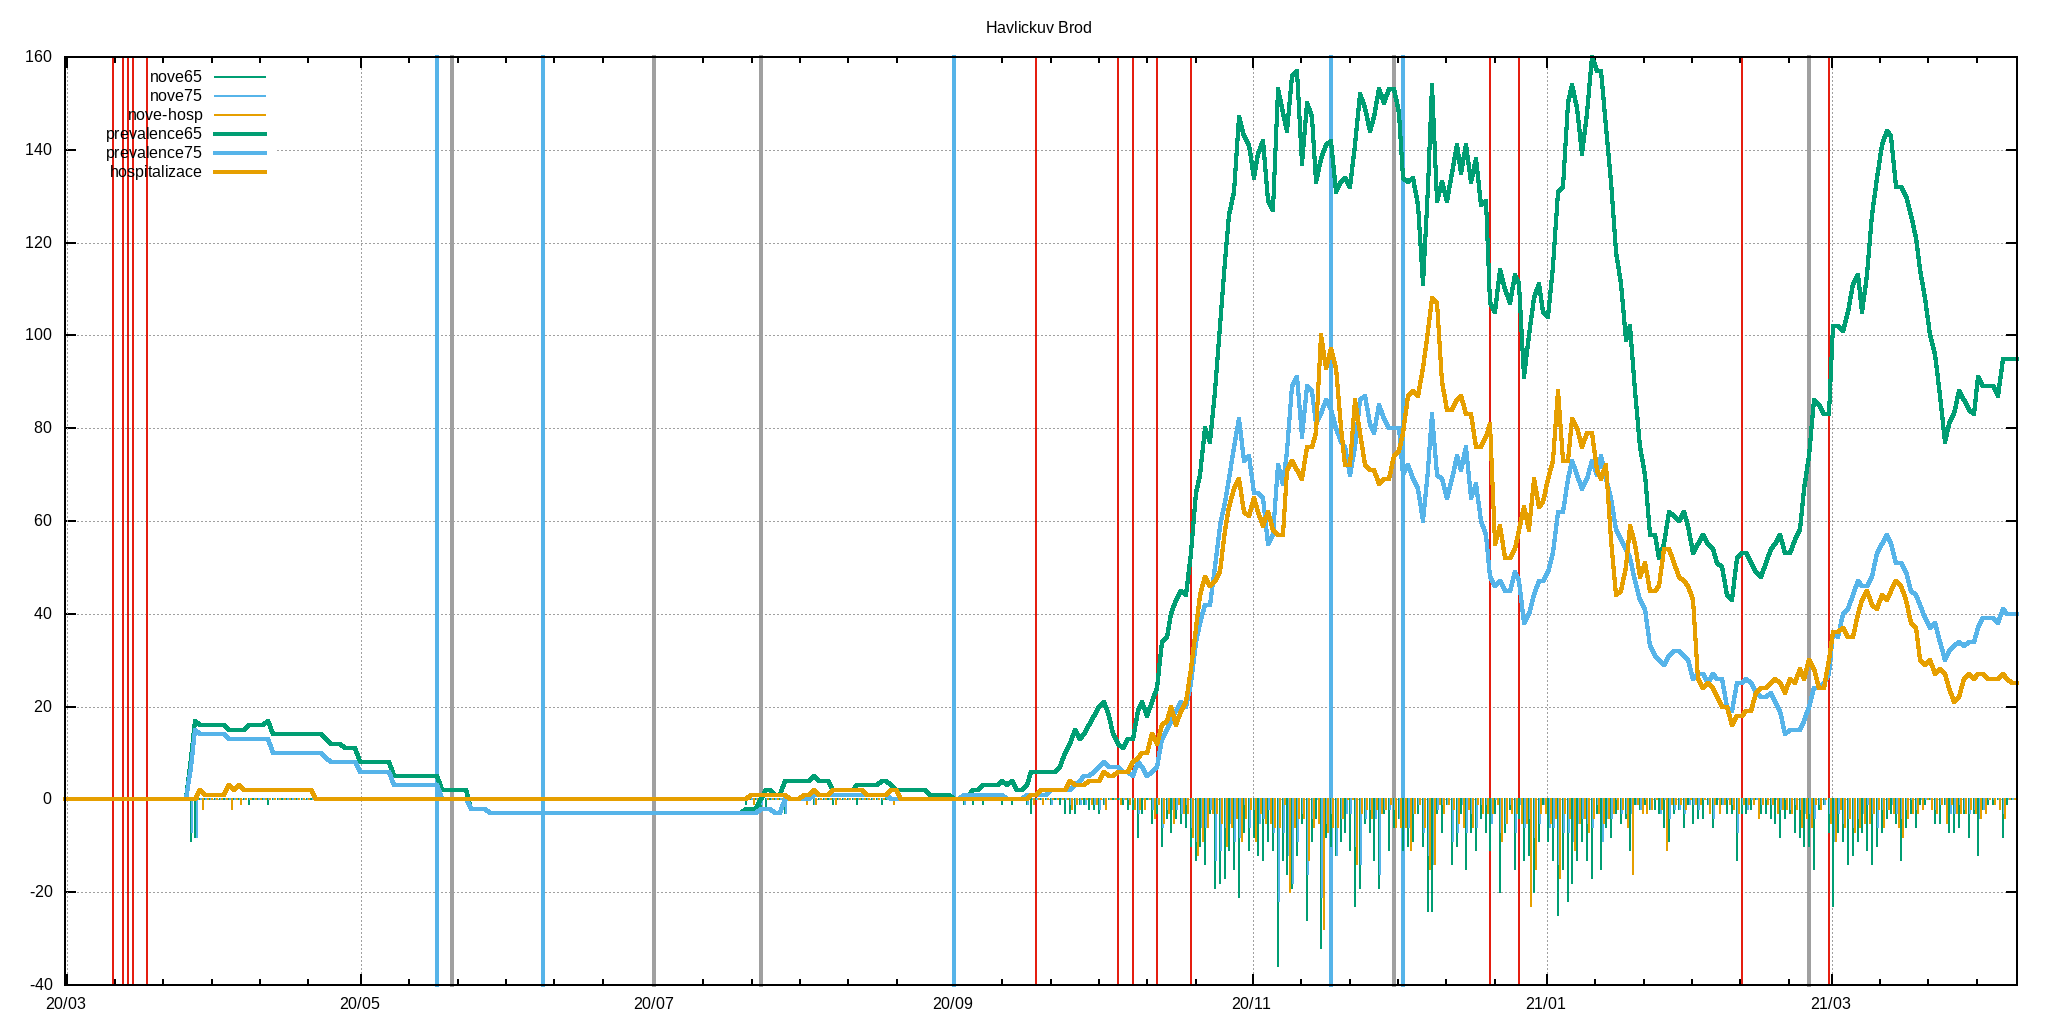 Havlickuv Brod
160
140
120
100
80
60
40
20
0
-20
-40
nove65
nove75
nove-hosp
prevalence65
prevalence75
hospitalizace
20/03 20/05 20/07 20/09 20/11 21/01 21/03